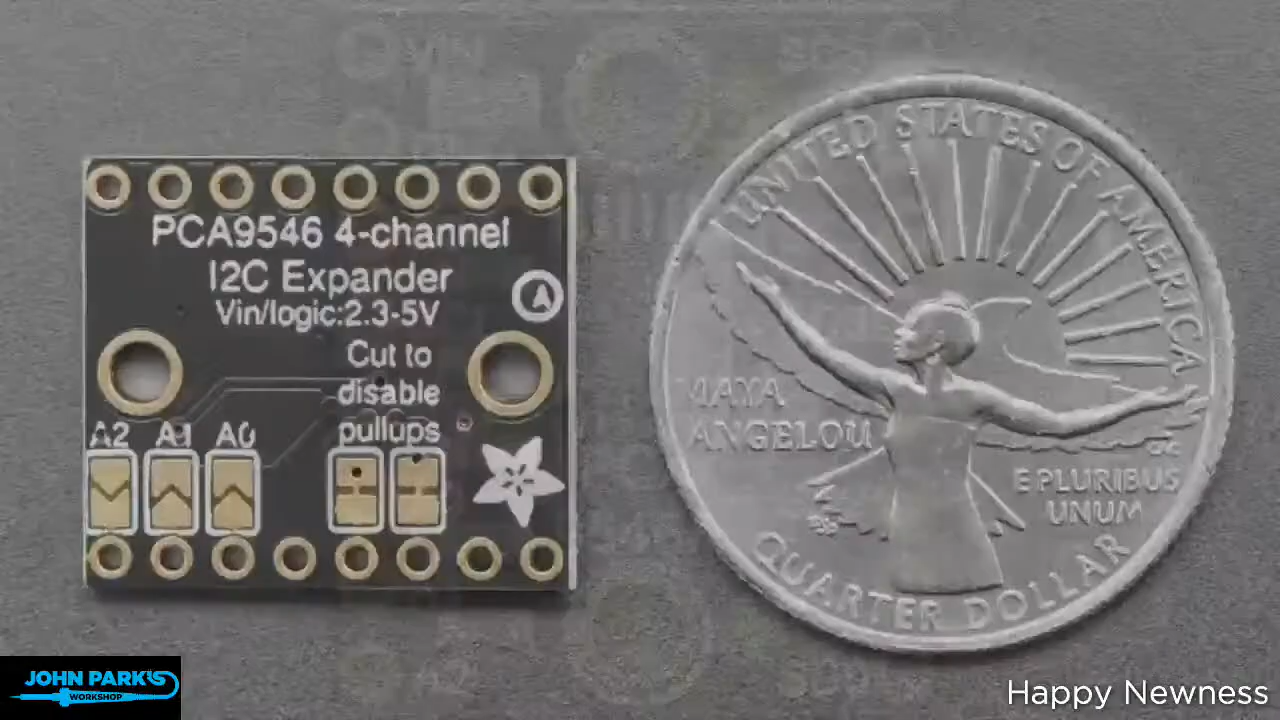 PCA9546 4-channel
I2C Expander
Vin/logic:2.3-5V
Cut to
disable
pullups
A2 A1 A0
UNITED STATES OF AMERICA
MAYA
ANGELOU
E PLURIBUS
UNUM
QUARTER DOLLAR
JOHN PARK'S
WORKSHOP
Happy Newness